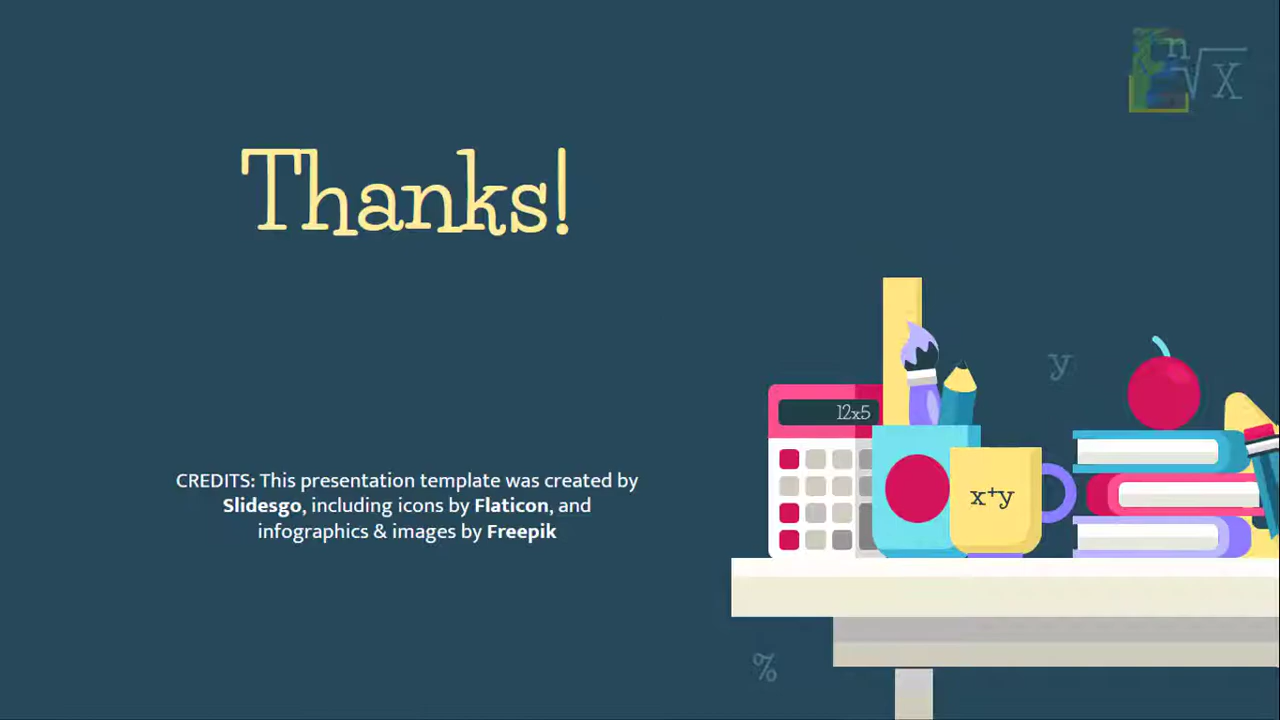 n√X
Thanks!
y
12x5
x+y
CREDITS: This presentation template was created by
Slidesgo, including icons by Flaticon, and
infographics & images by Freepik
%